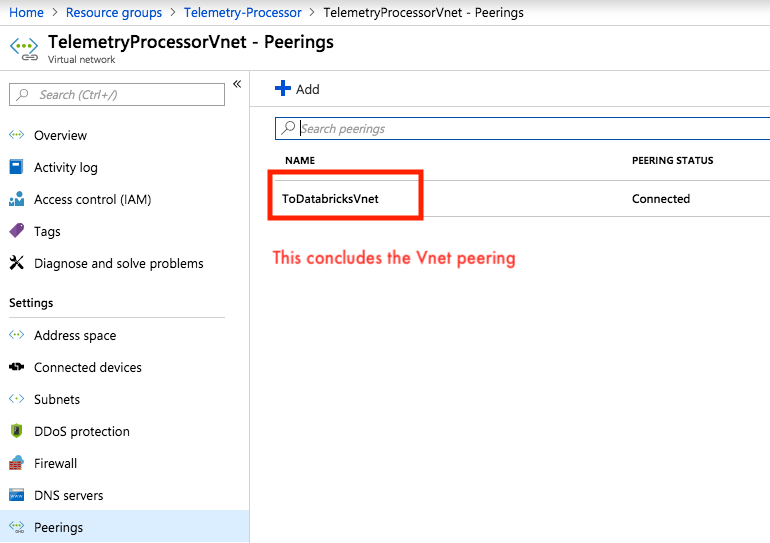 Home > Resource groups > Telemetry-Processor > TelemetryProcessorVnet - Peerings
TelemetryProcessorVnet - Peerings
Virtual network
Search (Ctrl+/)
Overview
Activity log
Access control (IAM)
Tags
Diagnose and solve problems
Settings
Address space
Connected devices
Subnets
DDoS protection
Firewall
DNS servers
Peerings
Add
Search peerings
NAME PEERING STATUS
ToDatabricksVnet Connected
This concludes the Vnet peering